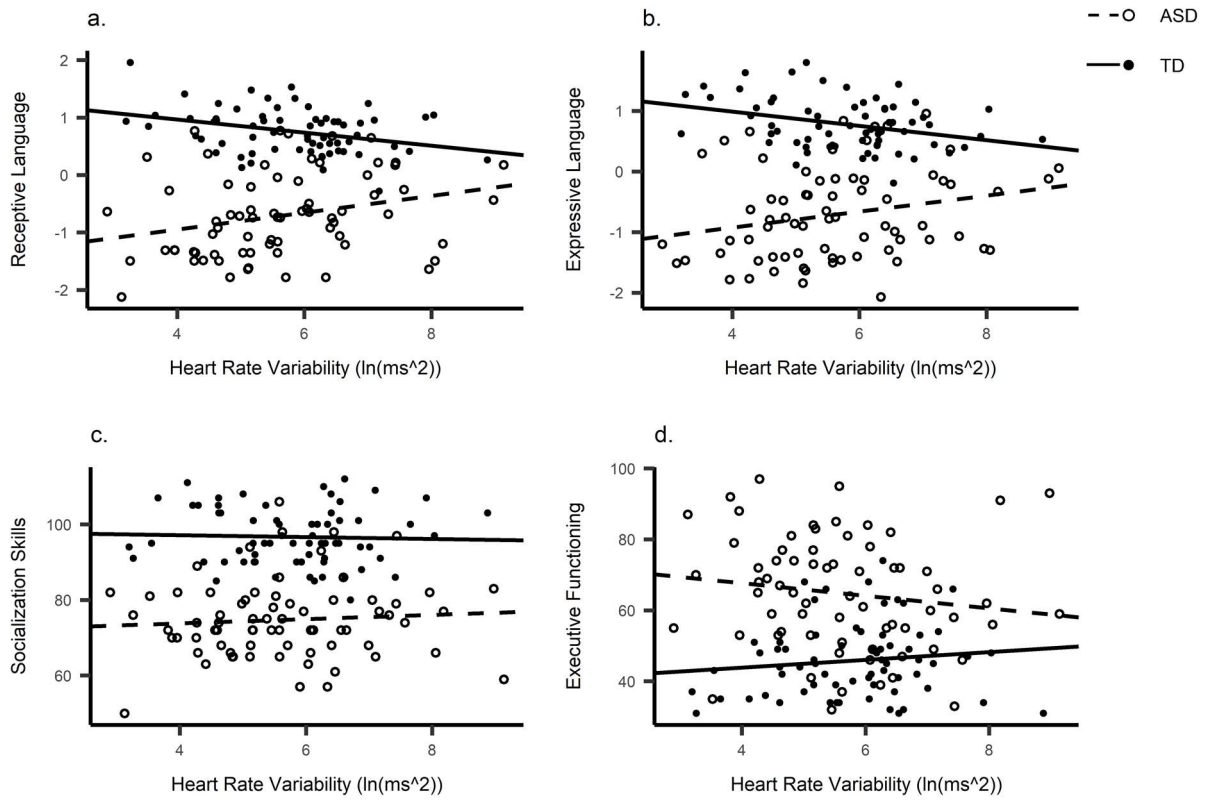 a.
b.
ASD
TD
Receptive Language
2
1
0
-1
-2
4 6 8
Heart Rate Variability (ln(ms^2))
Expressive Language
1
0
-1
-2
4 6 8
Heart Rate Variability (ln(ms^2))
c.
d.
Socialization Skills
100
80
60
4 6 8
Heart Rate Variability (ln(ms^2))
Executive Functioning
100
80
60
40
4 6 8
Heart Rate Variability (ln(ms^2))